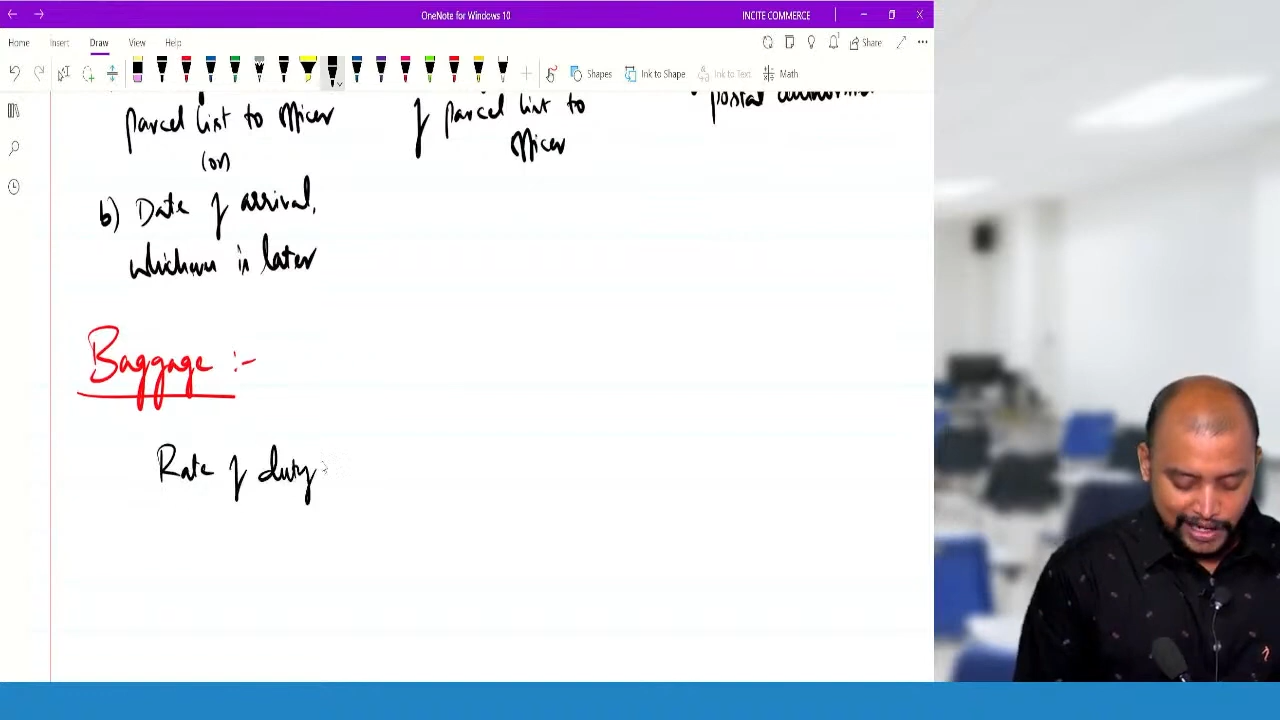 OneNote for Windows 10
INCITE COMMERCE
Home Insert Draw View Help
Share
Shapes
Ink to Shape
Ink to Text
Math
parcel list to officer
(or)
b) Date of arrival,
whichever is later
of parcel list to
officer
postal
Baggage :-
Rate of duty